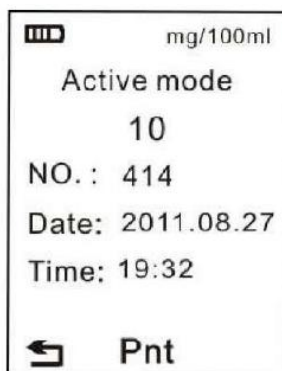 mg/100ml
Active mode
10
NO.: 414
Date: 2011.08.27
Time: 19:32
Pnt